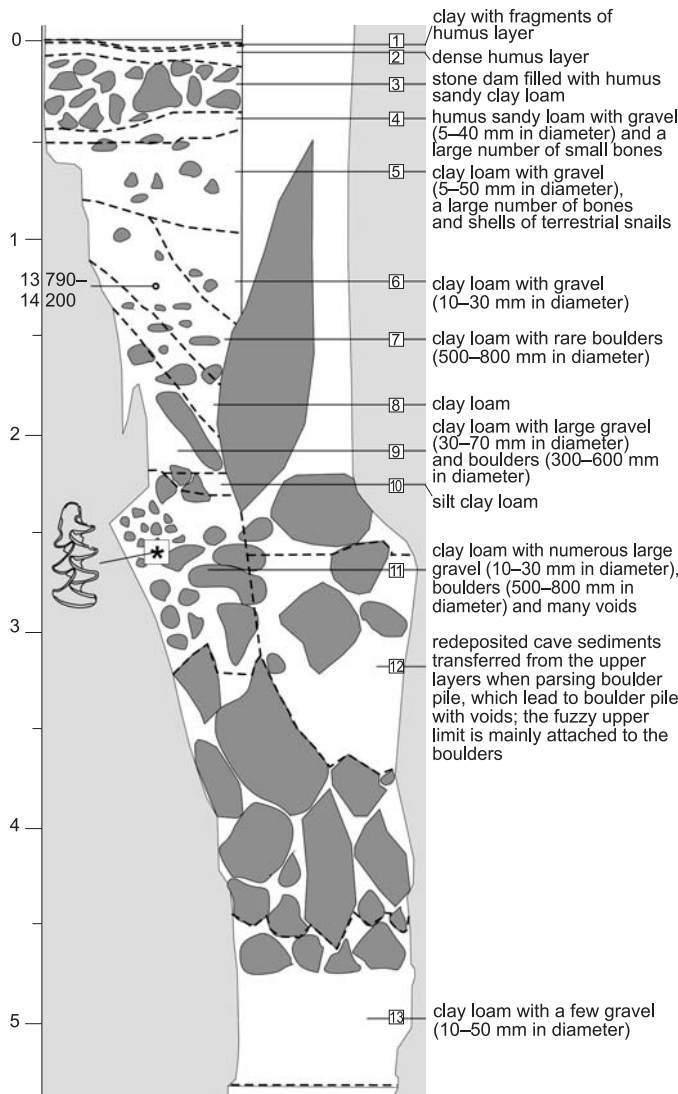 0
1
2
3
4
5
13 790–
14 200
1
clay with fragments of
humus layer
2
dense humus layer
3
stone dam filled with humus
sandy clay loam
4
humus sandy loam with gravel
(5–40 mm in diameter) and a
large number of small bones
5
clay loam with gravel
(5–50 mm in diameter),
a large number of bones
and shells of terrestrial snails
6
clay loam with gravel
(10–30 mm in diameter)
7
clay loam with rare boulders
(500–800 mm in diameter)
8
clay loam
9
clay loam with large gravel
(30–70 mm in diameter)
and boulders (300–600 mm
in diameter)
10
silt clay loam
11
clay loam with numerous large
gravel (10–30 mm in diameter),
boulders (500–800 mm in
diameter) and many voids
12
redeposited cave sediments
transferred from the upper
layers when parsing boulder
pile, which lead to boulder pile
with voids; the fuzzy upper
limit is mainly attached to the
boulders
13
clay loam with a few gravel
(10–50 mm in diameter)
*